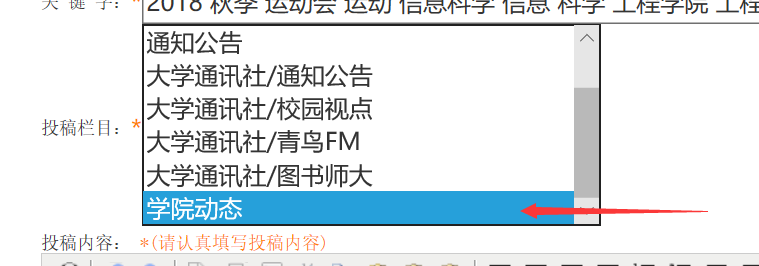 关 键 字：* 2018 秋季 运动会 运动 信息科学 信息 科学 工程学院 工程
通知公告
大学通讯社/通知公告
大学通讯社/校园视点
投稿栏目：*
大学通讯社/青鸟FM
大学通讯社/图书师大
学院动态
投稿内容： *(请认真填写投稿内容)